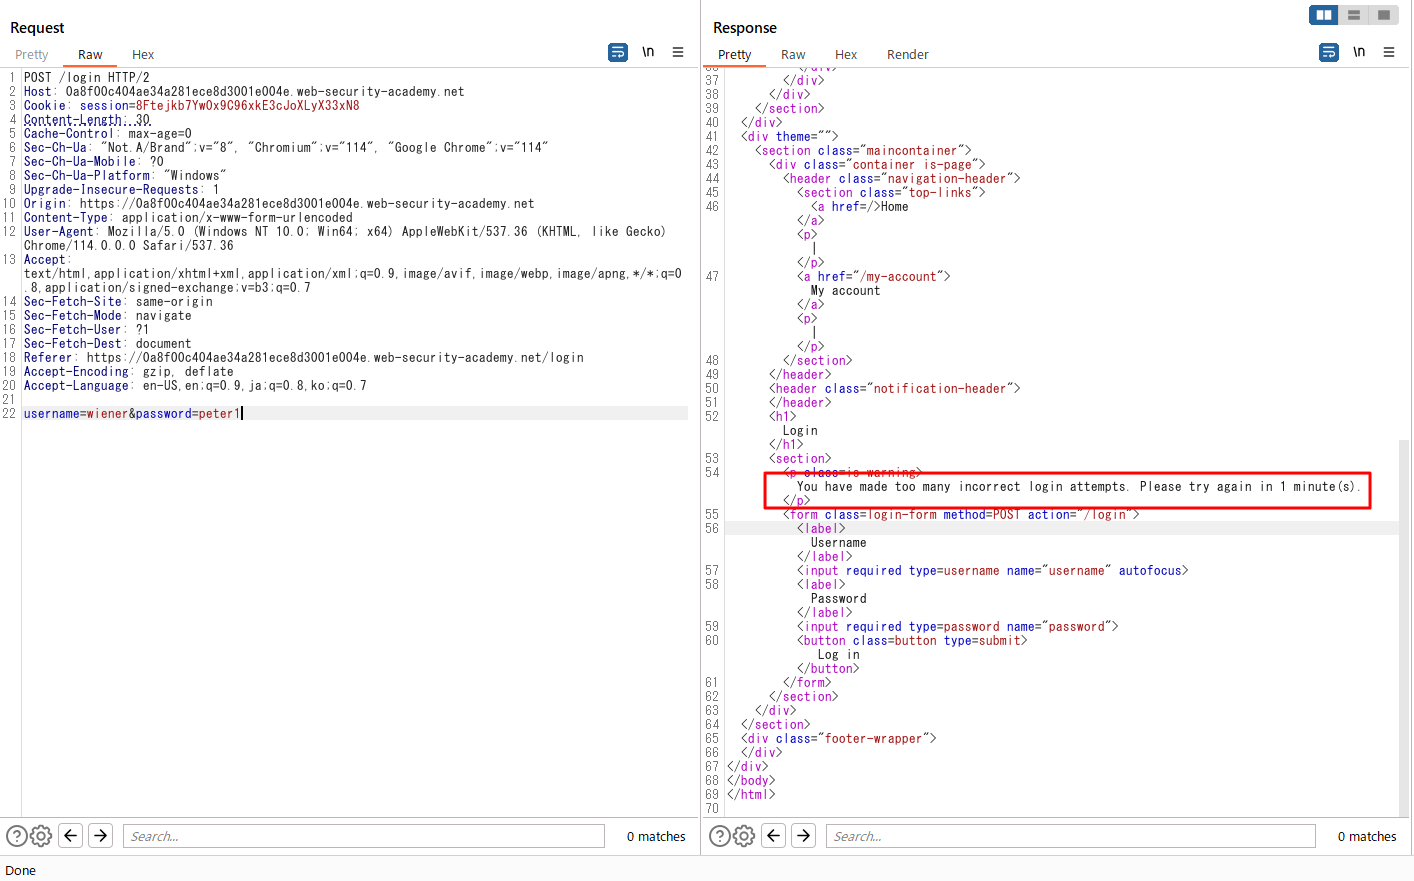 Request
Pretty Raw Hex \n
1 POST /login HTTP/2
2 Host: 0a8f00c404ae34a281ece8d3001e004e.web-security-academy.net
3 Cookie: session=8Ftejkb7YwOx9C96xkE3cJoXLyX33xN8
4 Content-Length: 30
5 Cache-Control: max-age=0
6 Sec-Ch-Ua: "Not.A/Brand";v="8", "Chromium";v="114", "Google Chrome";v="114"
7 Sec-Ch-Ua-Mobile: ?0
8 Sec-Ch-Ua-Platform: "Windows"
9 Upgrade-Insecure-Requests: 1
10 Origin: https://0a8f00c404ae34a281ece8d3001e004e.web-security-academy.net
11 Content-Type: application/x-www-form-urlencoded
12 User-Agent: Mozilla/5.0 (Windows NT 10.0; Win64; x64) AppleWebKit/537.36 (KHTML, like Gecko)
Chrome/114.0.0.0 Safari/537.36
13 Accept:
text/html,application/xhtml+xml,application/xml;q=0.9,image/avif,image/webp,image/apng,*/*;q=0
.8,application/signed-exchange;v=b3;q=0.7
14 Sec-Fetch-Site: same-origin
15 Sec-Fetch-Mode: navigate
16 Sec-Fetch-User: ?1
17 Sec-Fetch-Dest: document
18 Referer: https://0a8f00c404ae34a281ece8d3001e004e.web-security-academy.net/login
19 Accept-Encoding: gzip, deflate
20 Accept-Language: en-US,en;q=0.9,ja;q=0.8,ko;q=0.7
21
22 username=wiener&password=peter1
Search... 0 matches
Response
Pretty Raw Hex Render \n
36 </div>
37 </div>
38 </div>
39 </section>
40 </div>
41 <div theme="">
42 <section class="maincontainer">
43 <div class="container is-page">
44 <header class="navigation-header">
45 <section class="top-links">
46 <a href=/>Home
</a>
<p>
|
</p>
47 <a href="/my-account">
My account
</a>
<p>
|
</p>
48 </section>
49 </header>
50 <header class="notification-header">
51 </header>
52 <h1>
Login
</h1>
53 <section>
54 <p class=is-warning>
You have made too many incorrect login attempts. Please try again in 1 minute(s).
</p>
55 <form class=login-form method=POST action="/login">
56 <label>
Username
</label>
57 <input required type=username name="username" autofocus>
58 <label>
Password
</label>
59 <input required type=password name="password">
60 <button class=button type=submit>
Log in
</button>
61 </form>
62 </section>
63 </div>
64 </section>
65 <div class="footer-wrapper">
66 </div>
67 </div>
68 </body>
69 </html>
70
Search... 0 matches
Done